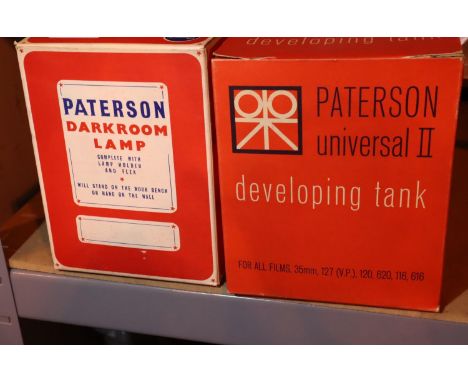 PATERSON
DARKROOM
LAMP
COMPLETE WITH
LAMP HOLDER
AND FLEX
WILL STAND ON THE WORK BENCH
OR HANG ON THE WALL
developing tank
PATERSON
universal II
developing tank
FOR ALL FILMS, 35mm, 127 (V.P.), 120, 620, 116, 616